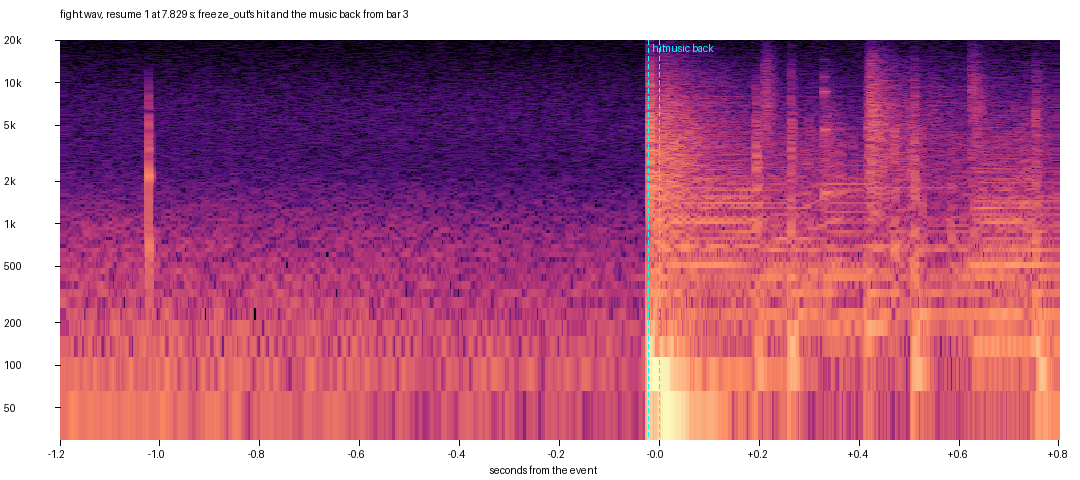 fight.wav, resume 1 at 7.829 s: freeze_out's hit and the music back from bar 3
20k
hit music back
10k
5k
2k
1k
500
200
100
50
-1.2 -1.0 -0.8 -0.6 -0.4 -0.2 -0.0 +0.2 +0.4 +0.6 +0.8
seconds from the event